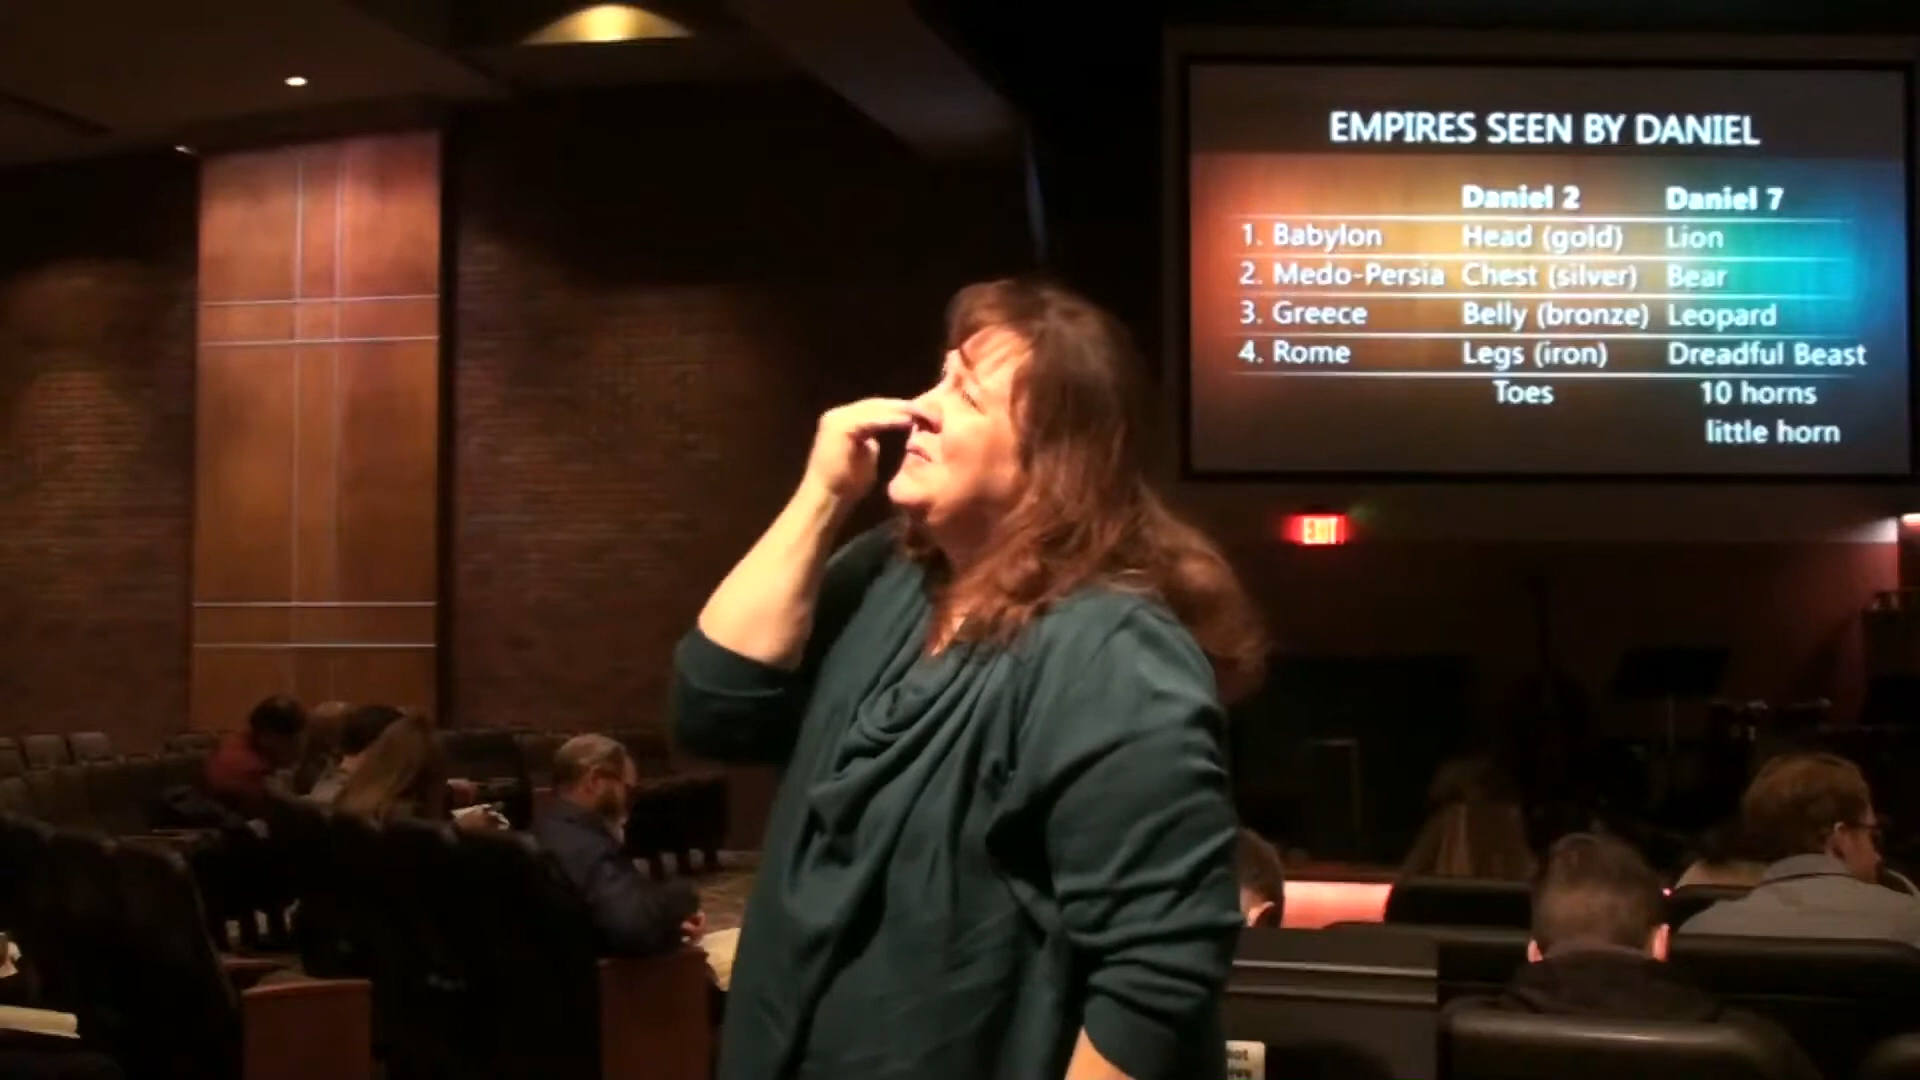 EMPIRES SEEN BY DANIEL
Daniel 2 Daniel 7
1. Babylon Head (gold) Lion
2. Medo-Persia Chest (silver) Bear
3. Greece Belly (bronze) Leopard
4. Rome Legs (iron) Dreadful Beast
Toes 10 horns
little horn
EXIT